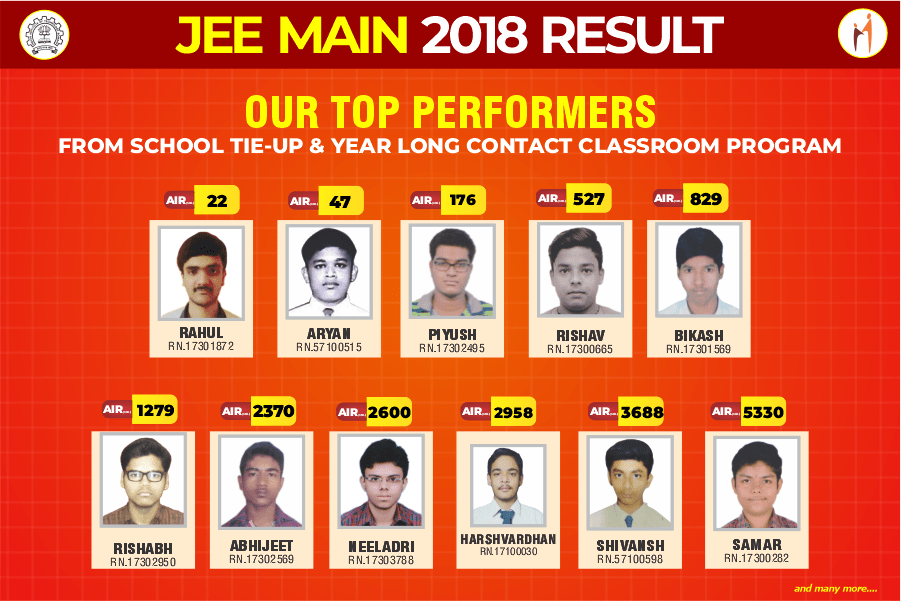 JEE MAIN 2018 RESULT
OUR TOP PERFORMERS
FROM SCHOOL TIE-UP & YEAR LONG CONTACT CLASSROOM PROGRAM
AIR 22 AIR 47 AIR 176 AIR 527 AIR 829
RAHUL ARYAN PIYUSH RISHAV BIKASH
RN.17301872 RN.57100515 RN.17302495 RN.17300665 RN.17301569
AIR 1279 AIR 2370 AIR 2600 AIR 2958 AIR 3688 AIR 5330
RISHABH ABHIJEET NEELADRI HARSHVARDHAN SHIVANSH SAMAR
RN.17302950 RN.17302569 RN.17303788 RN.17100030 RN.57100598 RN.17300282
and many more....